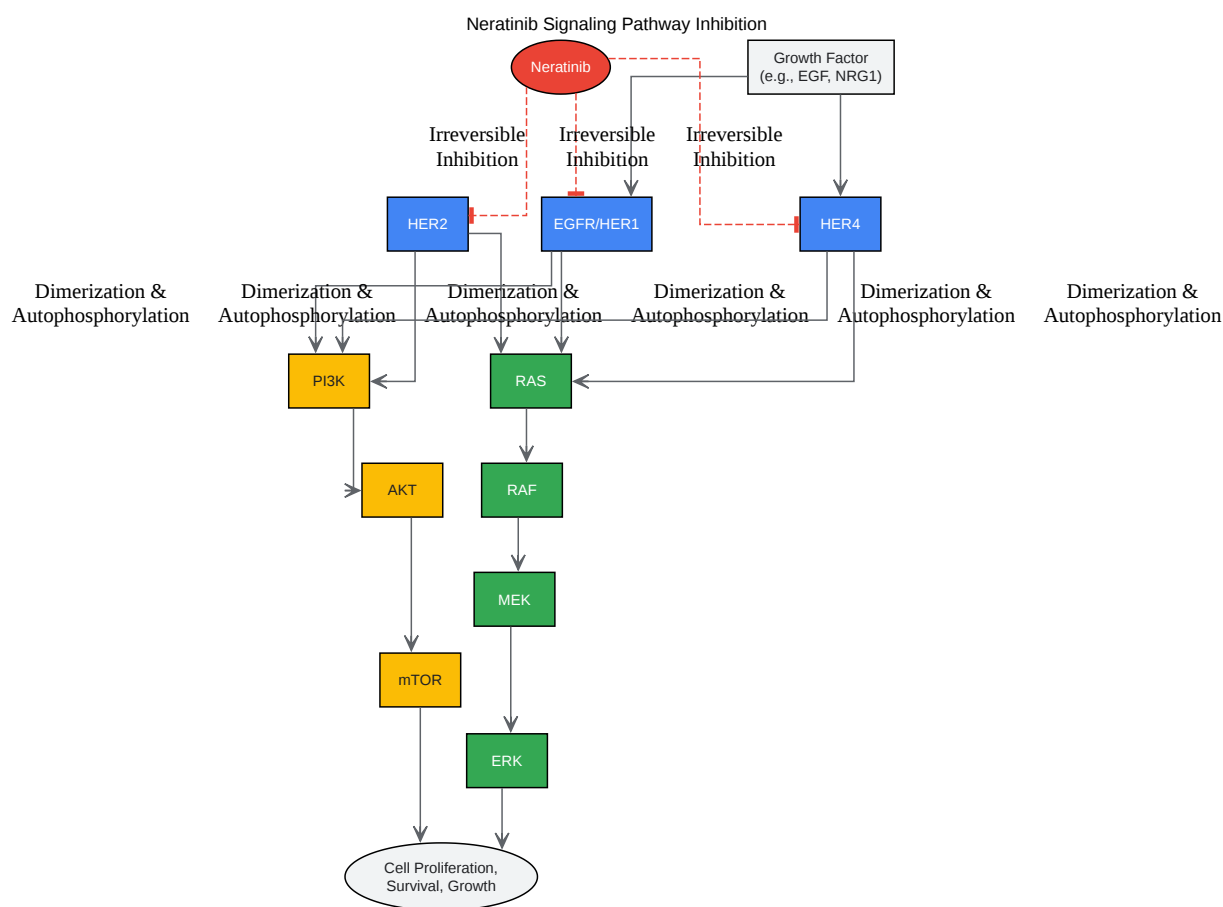 Neratinib Signaling Pathway Inhibition
Neratinib
Growth Factor
(e.g., EGF, NRG1)
Irreversible
Inhibition
Irreversible
Inhibition
Irreversible
Inhibition
HER2
EGFR/HER1
HER4
Dimerization &
Autophosphorylation
Dimerization &
Autophosphorylation
Dimerization &
Autophosphorylation
Dimerization &
Autophosphorylation
Dimerization &
Autophosphorylation
Dimerization &
Autophosphorylation
PI3K
RAS
AKT
RAF
MEK
mTOR
ERK
Cell Proliferation,
Survival, Growth